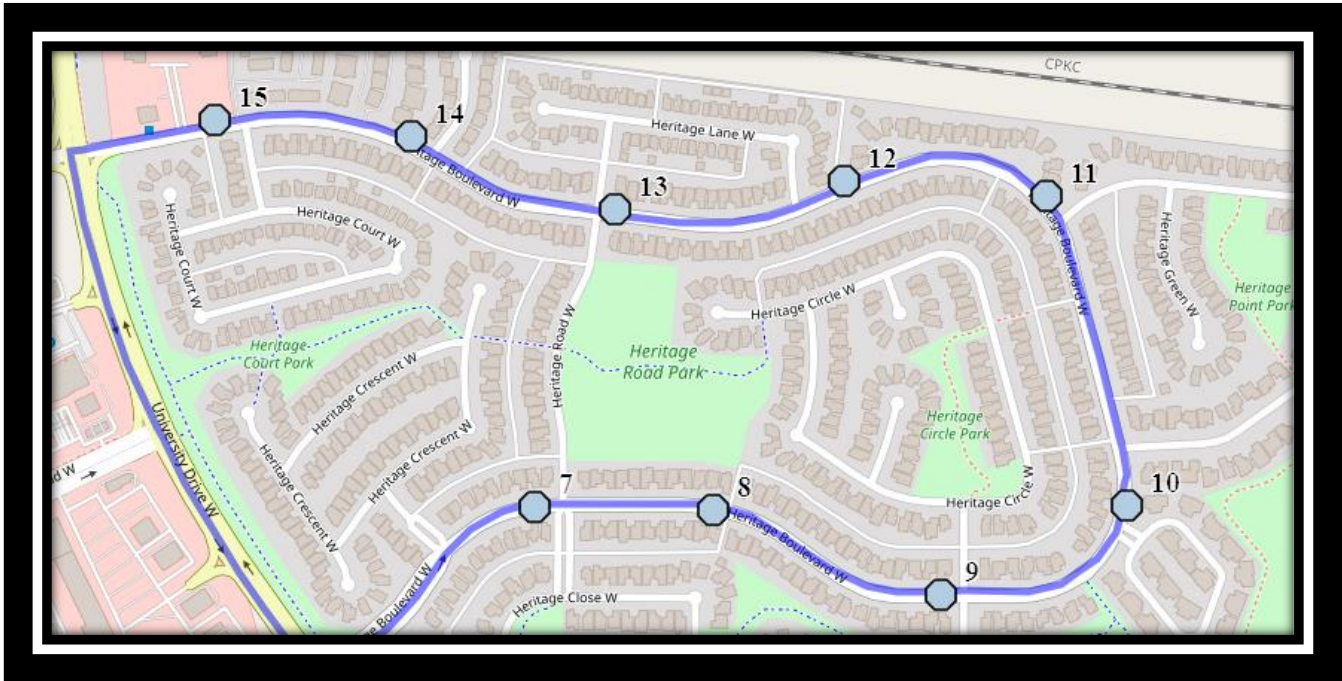 CPKC
15
14
Heritage Lane W
12
11
13
Heritage Boulevard W
Heritage Court W
Heritage Court W
Heritage Boulevard W
Heritage Green W
Heritage
Point Park
Heritage Circle W
Heritage
Court Park
Heritage Road W
Heritage
Road Park
Heritage Crescent W
Heritage
Circle Park
University Drive W
Heritage Crescent W
Heritage Crescent W
d W
7
8
Heritage Circle W
10
Heritage Boulevard W
9
Heritage Close W
e Boulevard W